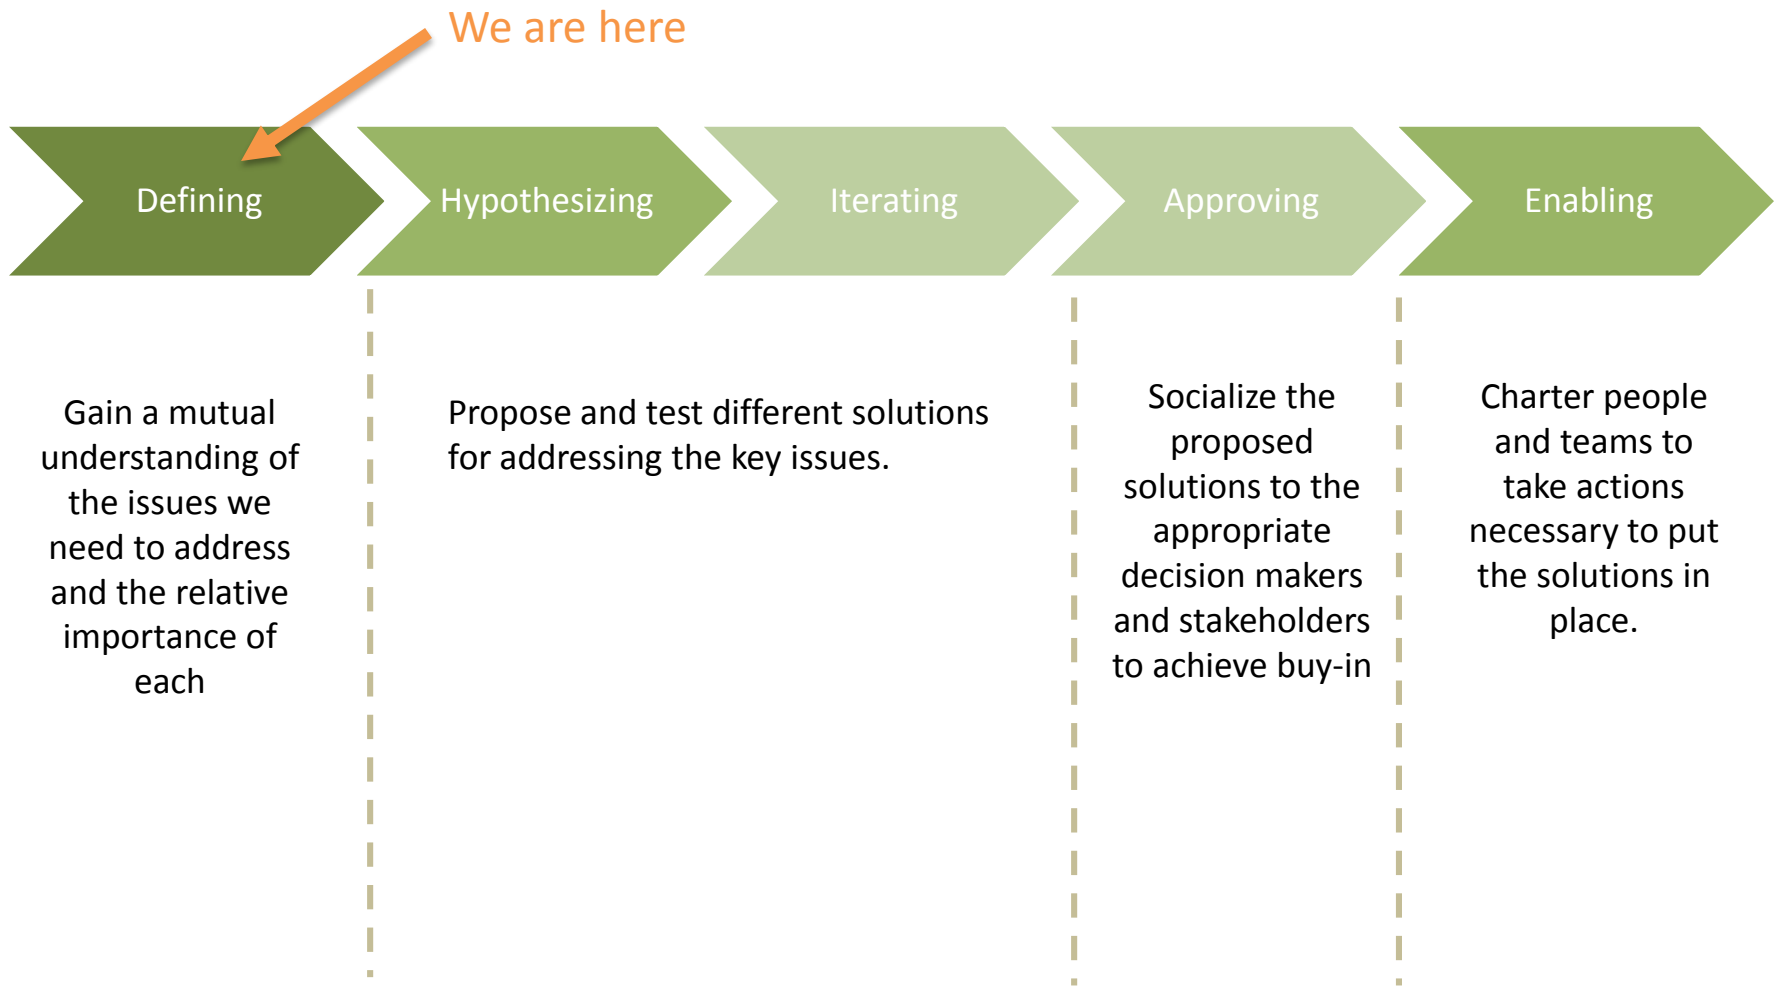 We are here
Defining
Hypothesizing
Iterating
Approving
Enabling
Gain a mutual
understanding of
the issues we
need to address
and the relative
importance of
each
Propose and test different solutions
for addressing the key issues.
Socialize the
proposed
solutions to the
appropriate
decision makers
and stakeholders
to achieve buy-in
Charter people
and teams to
take actions
necessary to put
the solutions in
place.